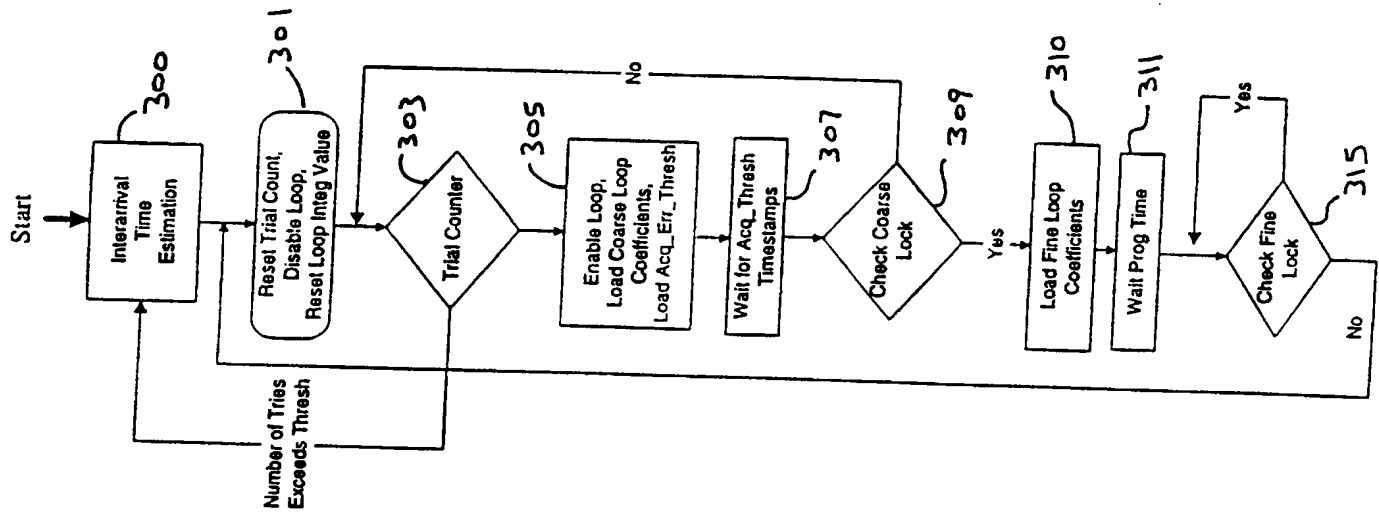 Start
Interarrival
Time
Estimation
300
Reset Trial Count,
Disable Loop,
Reset Loop Integ Value
301
Number of Tries
Exceeds Thresh
Trial Counter
303
No
Enable Loop,
Load Coarse Loop
Coefficients,
Load Acq_Err_Thresh
305
Wait for Acq_Thresh
Timestamps
307
Check Coarse
Lock
309
Yes
Load Fine Loop
Coefficients
310
Wait Prog Time
311
Yes
Check Fine
Lock
315
No